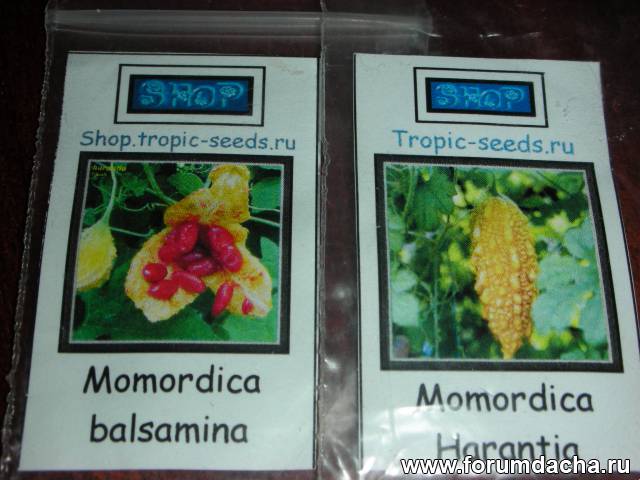 SHOP
Shop.tropic-seeds.ru
Momordica
balsamina
SHOP
Tropic-seeds.ru
Momordica
Harantia
www.forumdacha.ru